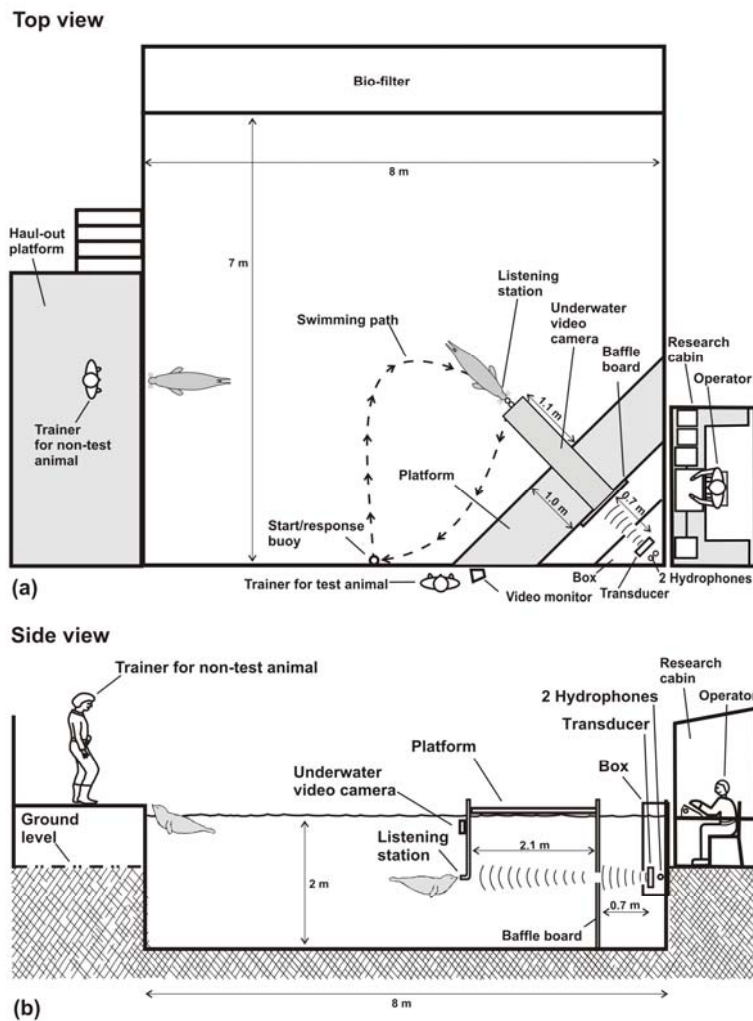 Top view
Bio-filter
8 m
7 m
Haul-out
platform
Trainer
for non-test
animal
Swimming path
Listening
station
Underwater
video
camera
Baffle
board
Research
cabin
Operator
1.1 m
Platform
1.0 m
0.7 m
Start/response
buoy
(a)
Trainer for test animal
Video monitor
Box
Transducer
2 Hydrophones
Side view
Trainer for non-test animal
Research
cabin
Operator
2 Hydrophones
Transducer
Box
Platform
Underwater
video camera
Ground
level
Listening
station
2 m
2.1 m
0.7 m
Baffle board
8 m
(b)